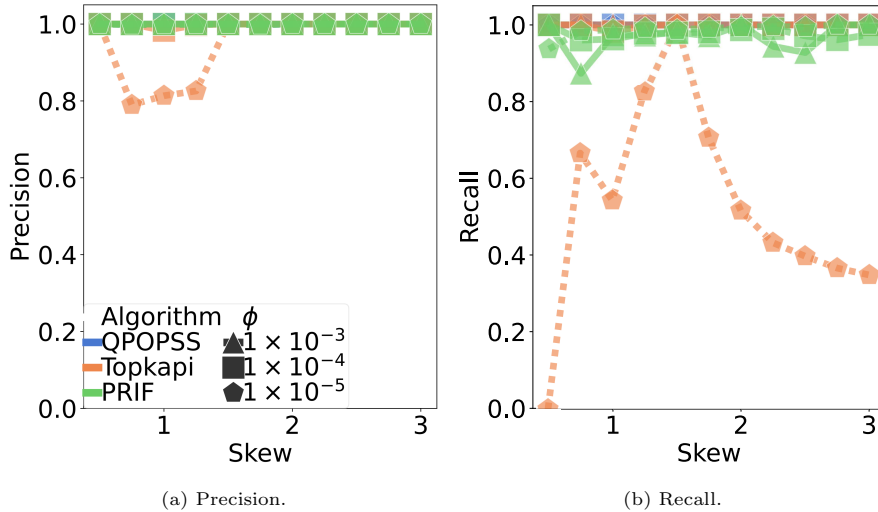 1.0
0.8
0.6
0.4
0.2
0.0
Precision
Algorithm ϕ
QPOPSS 1 × 10⁻³
Topkapi 1 × 10⁻⁴
PRIF 1 × 10⁻⁵
1 2 3
Skew
(a) Precision.
1.0
0.8
0.6
0.4
0.2
0.0
Recall
1 2 3
Skew
(b) Recall.